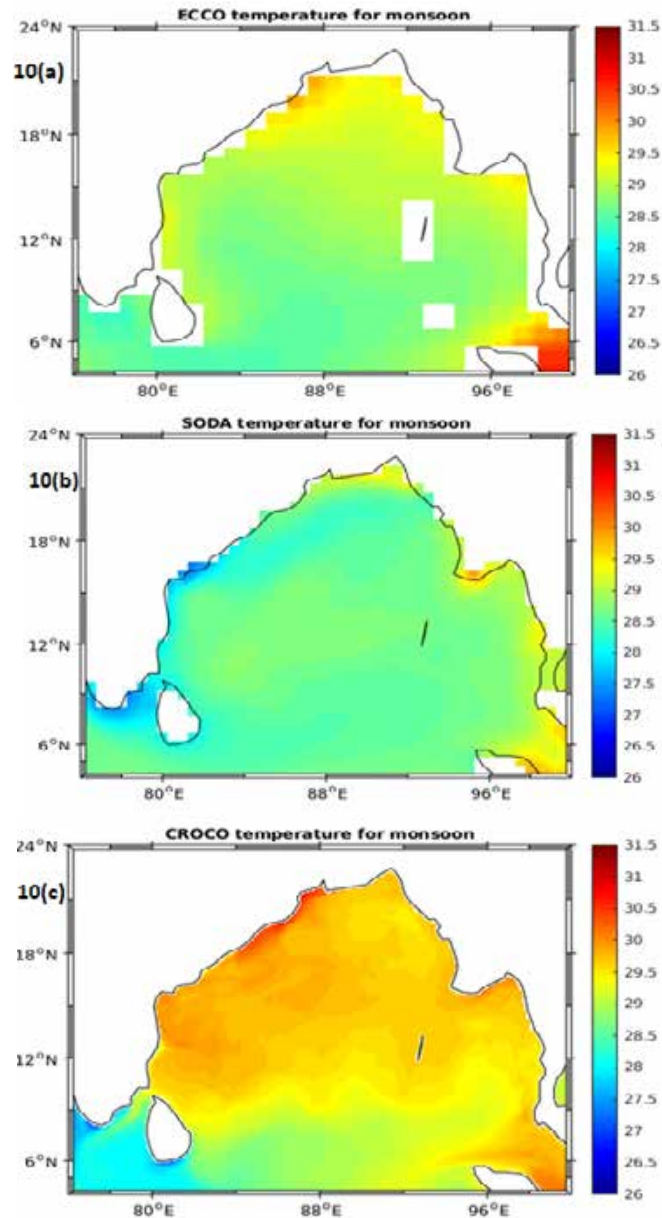 ECCO temperature for monsoon
10(a)
24°N
18°N
12°N
6°N
80°E 88°E 96°E
31.5
31
30.5
30
29.5
29
28.5
28
27.5
27
26.5
26
SODA temperature for monsoon
10(b)
24°N
18°N
12°N
6°N
80°E 88°E 96°E
31.5
31
30.5
30
29.5
29
28.5
28
27.5
27
26.5
26
CROCO temperature for monsoon
10(c)
24°N
18°N
12°N
6°N
80°E 88°E 96°E
31.5
31
30.5
30
29.5
29
28.5
28
27.5
27
26.5
26